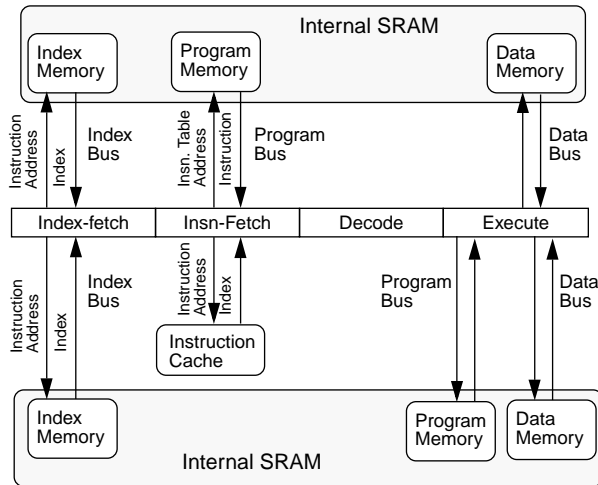 Internal SRAM
Index
Memory
Program
Memory
Data
Memory
Instruction
Address
Index
Index
Bus
Insn. Table
Address
Instruction
Program
Bus
Data
Bus
Index-fetch
Insn-Fetch
Decode
Execute
Instruction
Address
Index
Index
Bus
Instruction
Address
Index
Program
Bus
Data
Bus
Instruction
Cache
Index
Memory
Program
Memory
Data
Memory
Internal SRAM